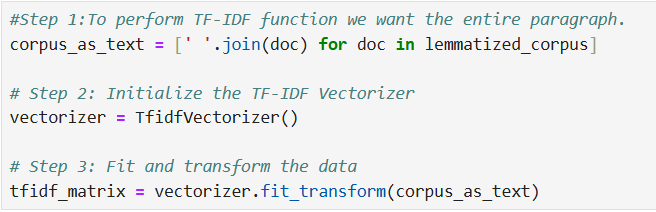 #Step 1:To perform TF-IDF function we want the entire paragraph.
corpus_as_text = [' '.join(doc) for doc in lemmatized_corpus]
# Step 2: Initialize the TF-IDF Vectorizer
vectorizer = TfidfVectorizer()
# Step 3: Fit and transform the data
tfidf_matrix = vectorizer.fit_transform(corpus_as_text)